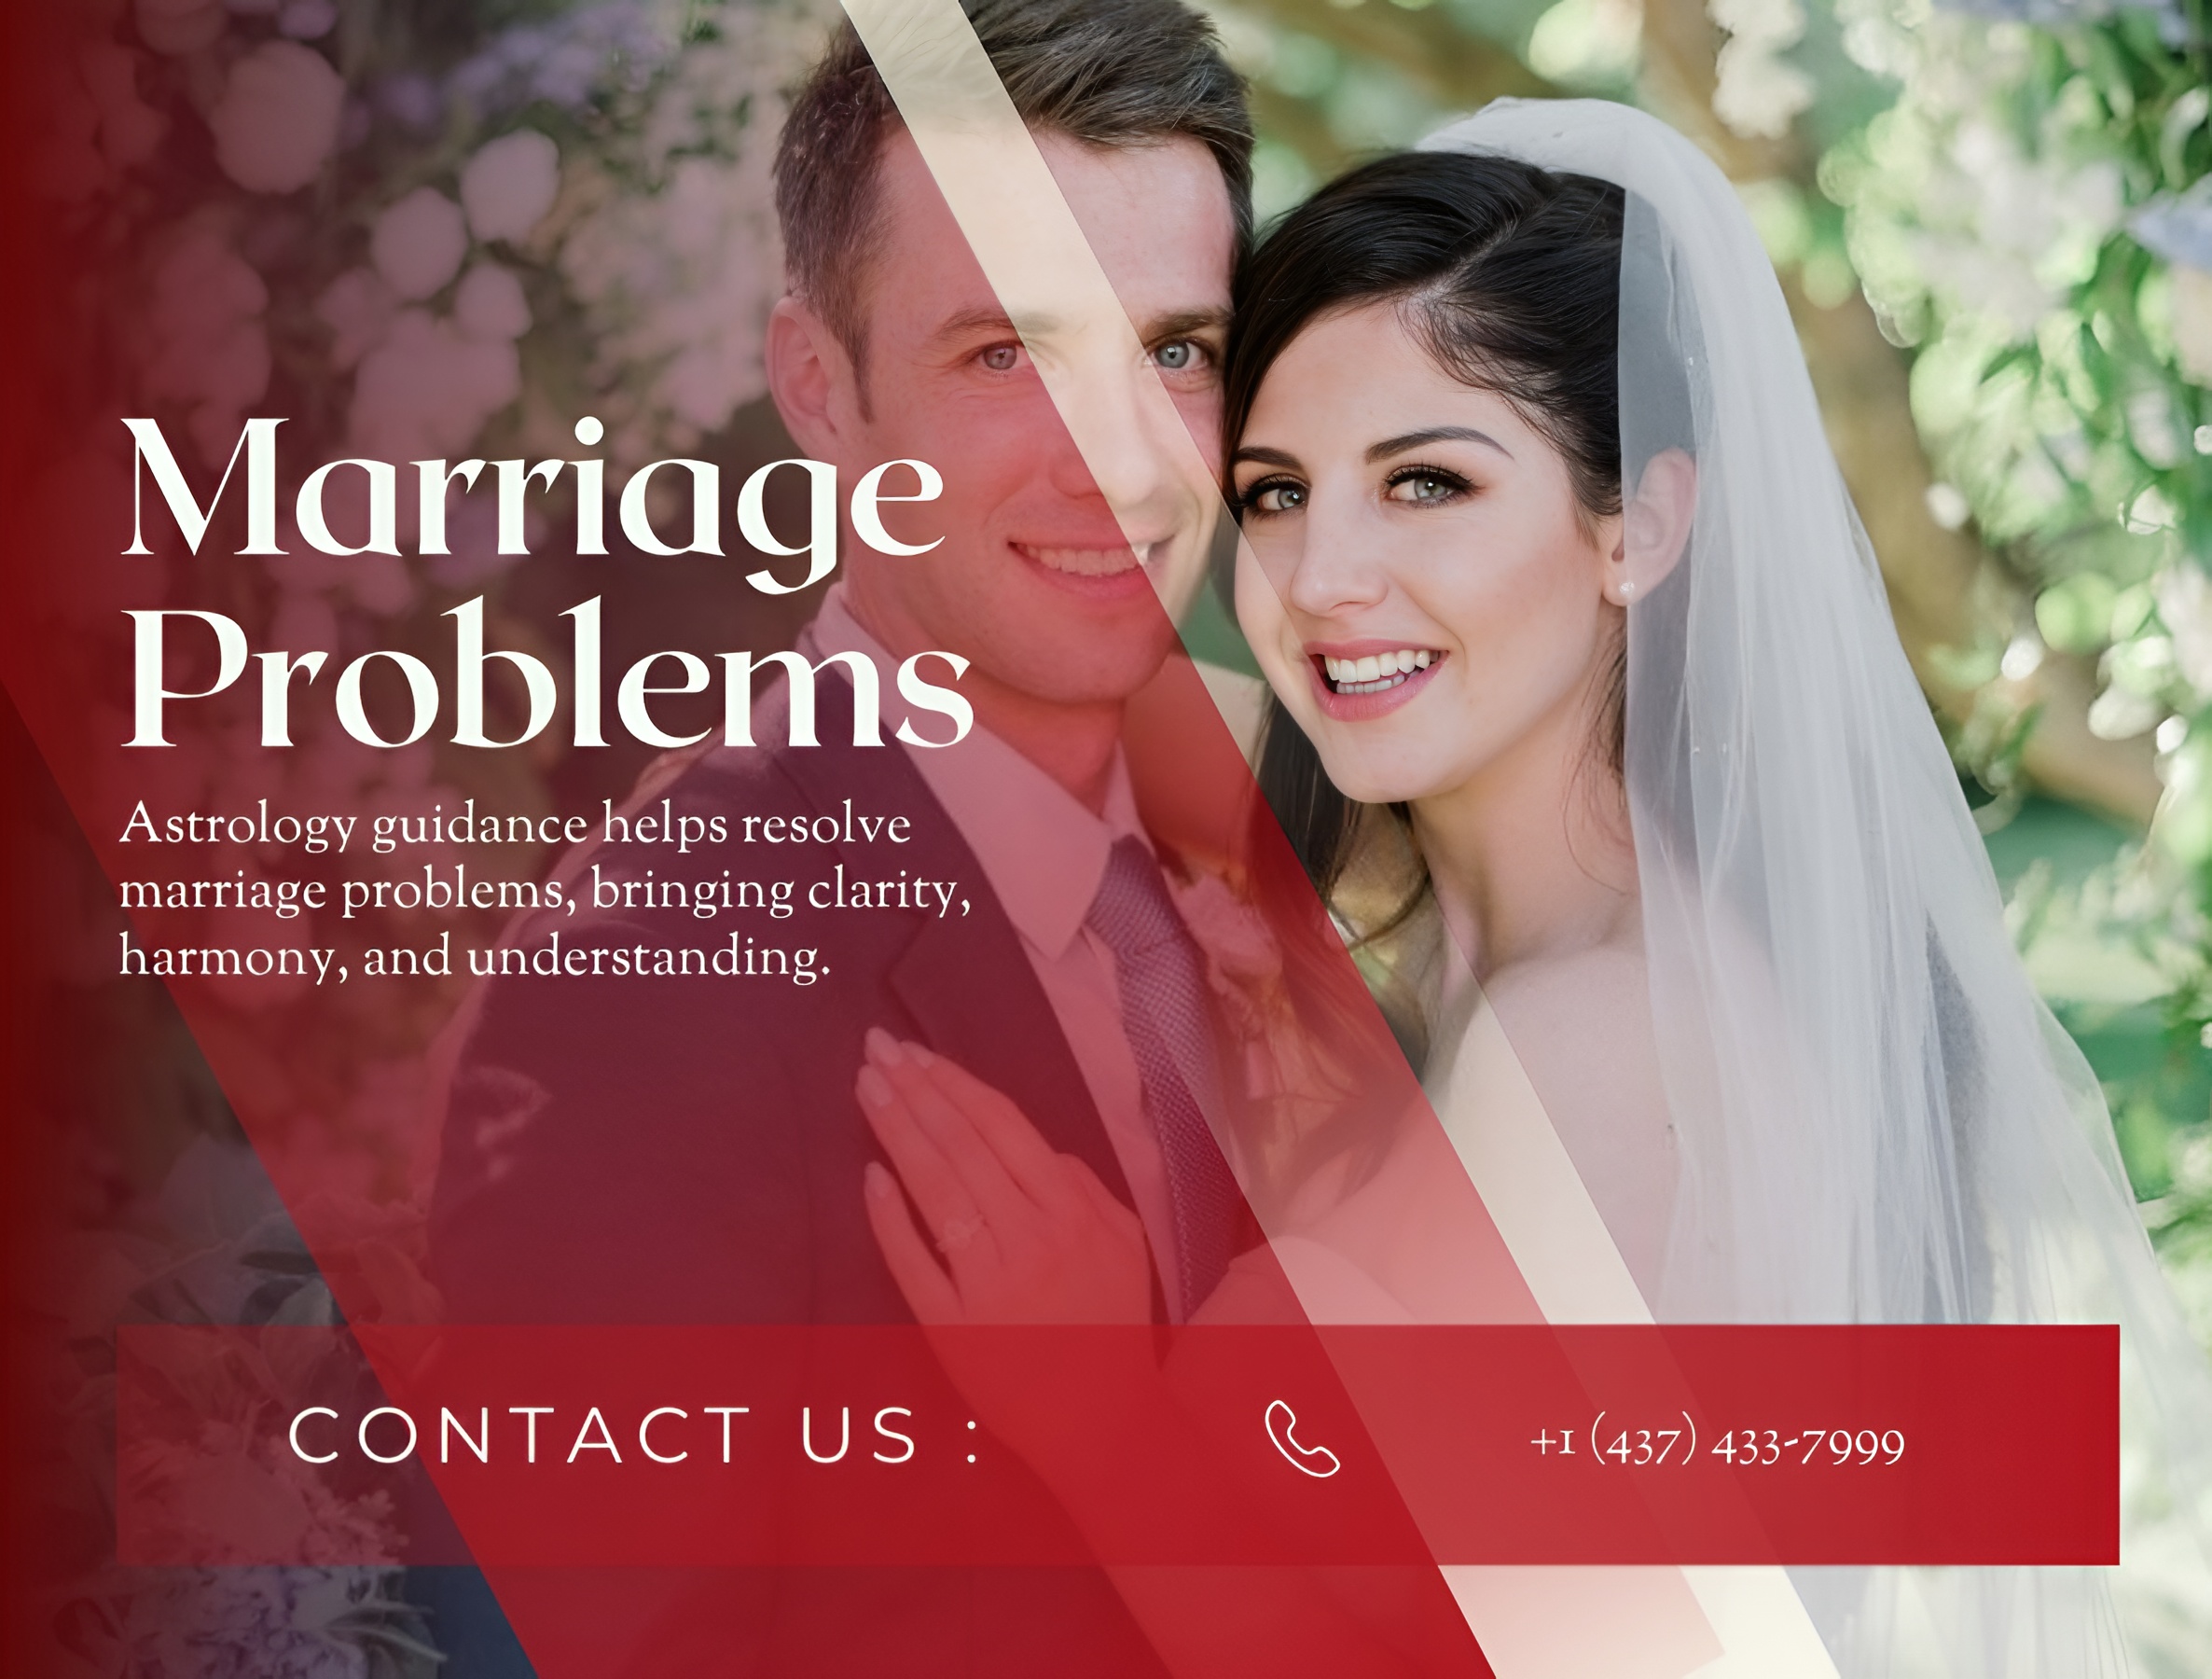 Marriage
Problems
Astrology guidance helps resolve
marriage problems, bringing clarity,
harmony, and understanding.
CONTACT US :
+1 (437) 433-7999